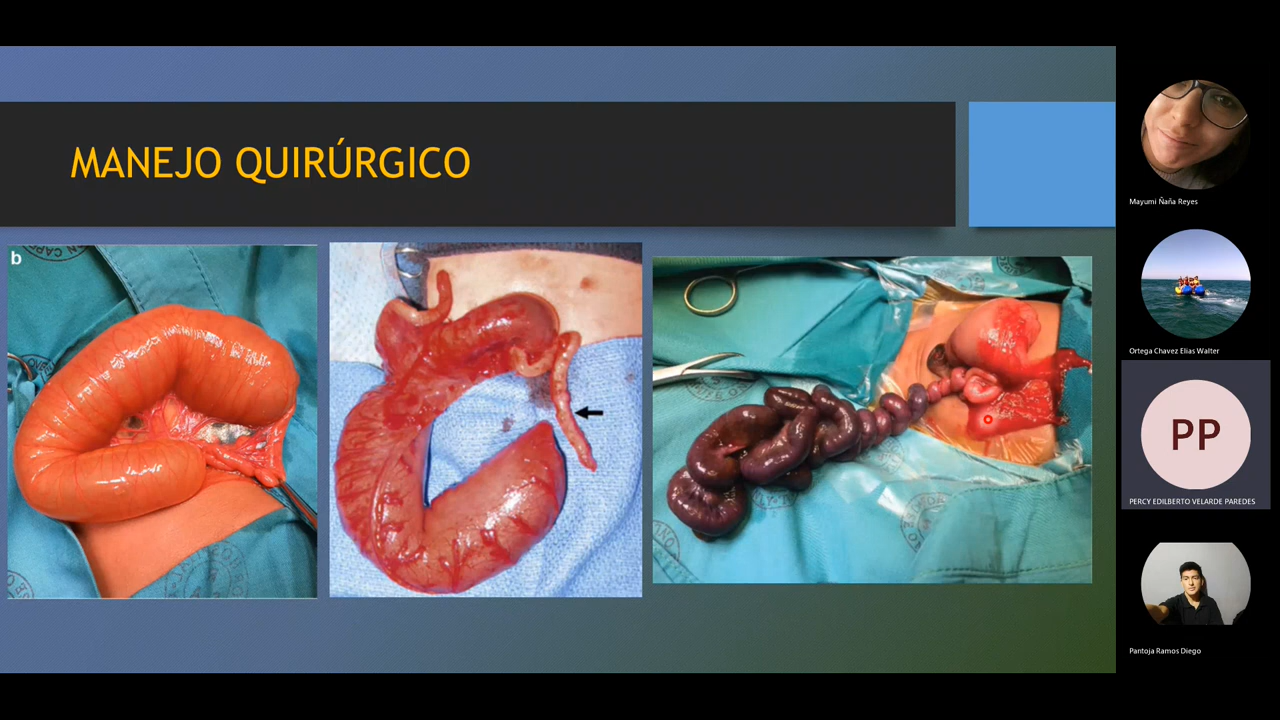 MANEJO QUIRÚRGICO
b
Mayumi Ñaña Reyes
Ortega Chavez Elias Walter
PP
PERCY EDILBERTO VELARDE PAREDES
Pantoja Ramos Diego